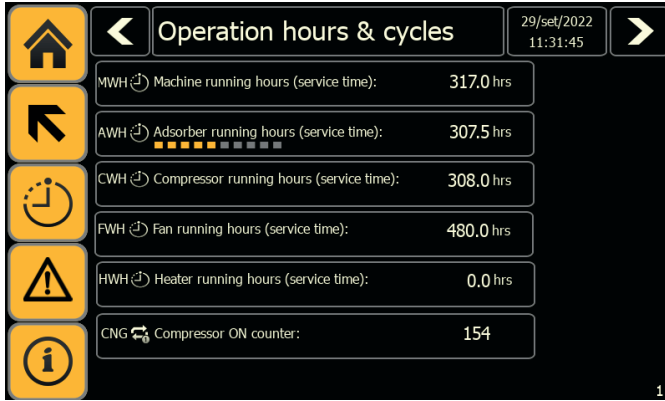 Operation hours & cycles
29/set/2022
11:31:45
MWH Machine running hours (service time): 317.0 hrs
AWH Adsorber running hours (service time): 307.5 hrs
CWH Compressor running hours (service time): 308.0 hrs
FWH Fan running hours (service time): 480.0 hrs
HWH Heater running hours (service time): 0.0 hrs
CNG Compressor ON counter: 154
i
1